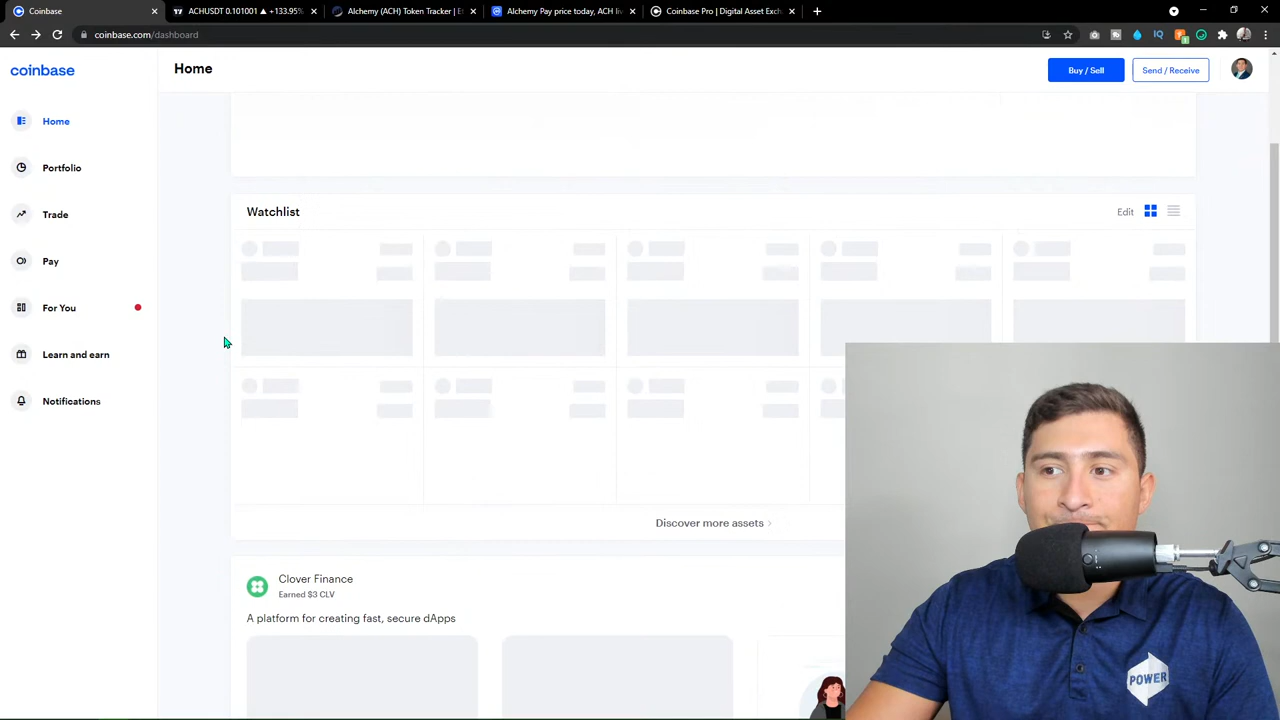 Coinbase
ACHUSDT 0.101001 ▲ +133.95%
Alchemy (ACH) Token Tracker | Et
Alchemy Pay price today, ACH liv
Coinbase Pro | Digital Asset Exch
coinbase.com/dashboard
coinbase
Home
Buy / Sell
Send / Receive
Home
Portfolio
Trade
Pay
For You
Learn and earn
Notifications
Watchlist
Edit
Discover more assets >
Clover Finance
Earned $3 CLV
A platform for creating fast, secure dApps
POWER